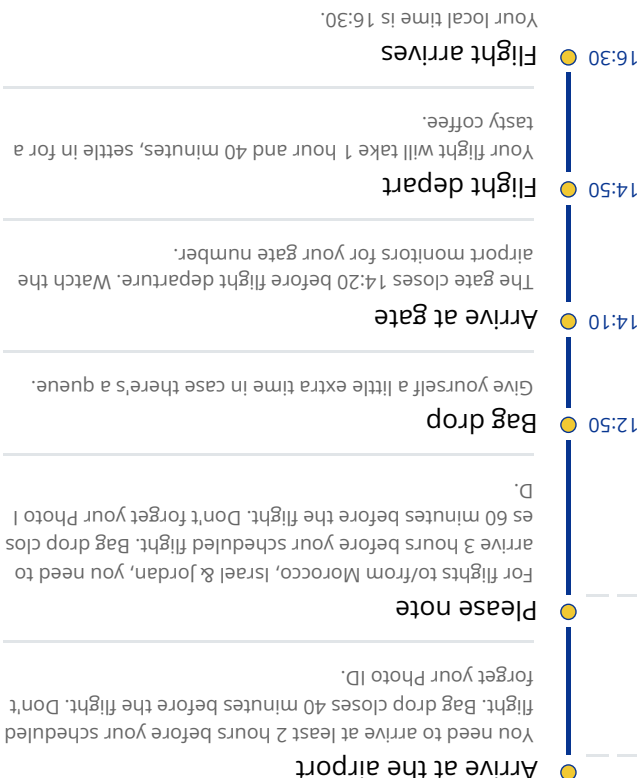 Arrive at the airport
You need to arrive at least 2 hours before your scheduled
flight. Bag drop closes 40 minutes before the flight. Don't
forget your Photo ID.
Please note
For flights to/from Morocco, Israel & Jordan, you need to
arrive 3 hours before your scheduled flight. Bag drop clos
es 60 minutes before the flight. Don't forget your Photo I
D.
12:50 Bag drop
Give yourself a little extra time in case there's a queue.
14:10 Arrive at gate
The gate closes 14:20 before flight departure. Watch the
airport monitors for your gate number.
14:50 Flight depart
Your flight will take 1 hour and 40 minutes, settle in for a
tasty coffee.
16:30 Flight arrives
Your local time is 16:30.